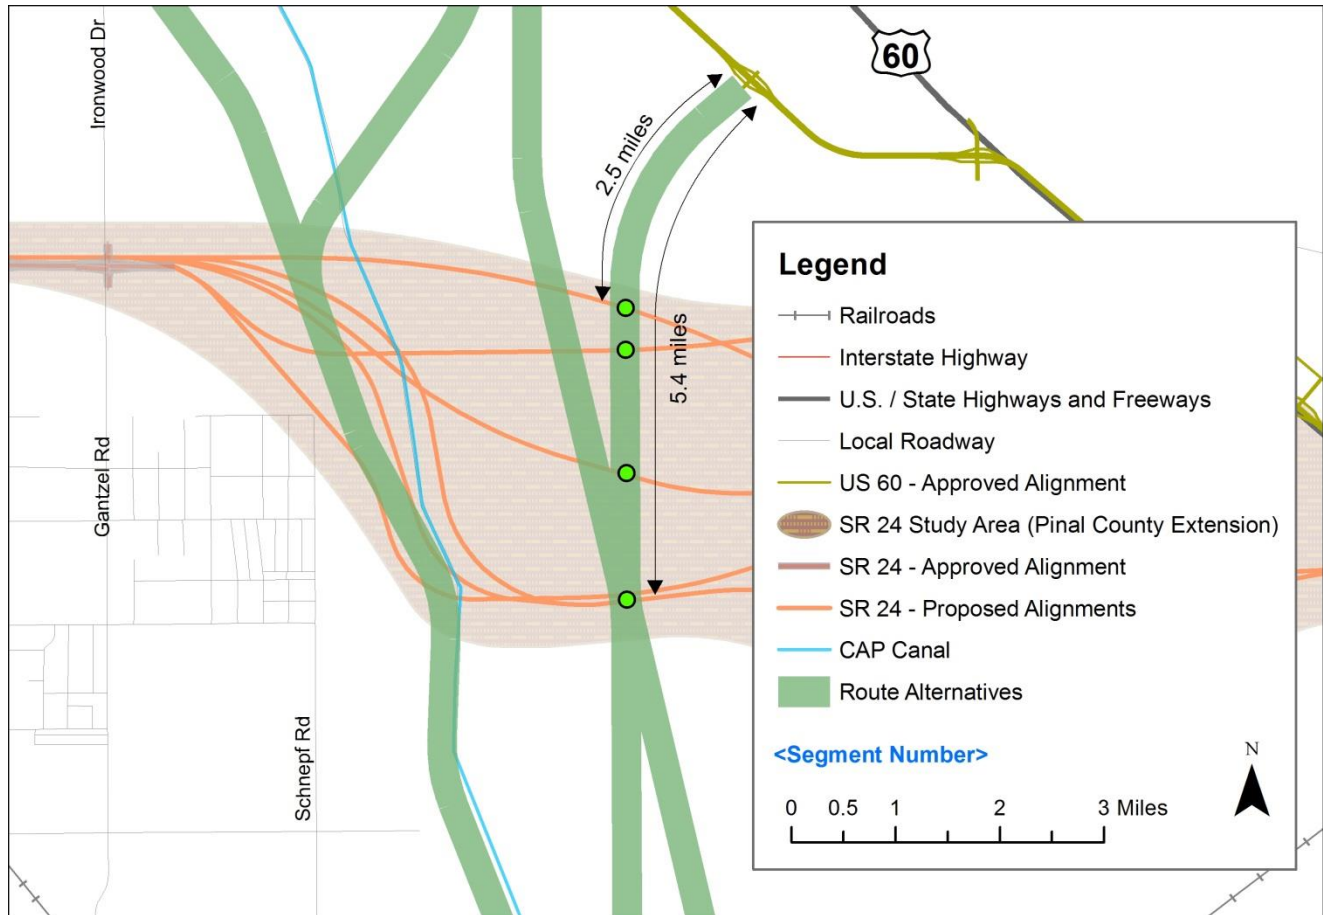 Ironwood Dr
60
2.5 miles
5.4 miles
Gantzel Rd
Schnepf Rd
Legend
Railroads
Interstate Highway
U.S. / State Highways and Freeways
Local Roadway
US 60 - Approved Alignment
SR 24 Study Area (Pinal County Extension)
SR 24 - Approved Alignment
SR 24 - Proposed Alignments
CAP Canal
Route Alternatives
<Segment Number>
N
0 0.5 1 2 3 Miles